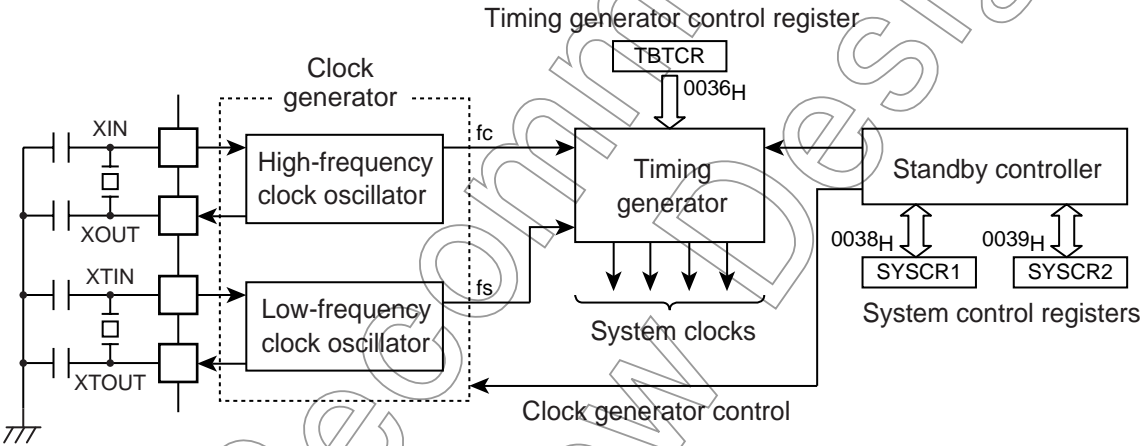 Timing generator control register
TBTCR
0036H
Clock
generator
XIN
High-frequency
clock oscillator
fc
XOUT
Timing
generator
Standby controller
0038H
0039H
SYSCR1
SYSCR2
System control registers
XTIN
Low-frequency
clock oscillator
fs
XTOUT
System clocks
Clock generator control